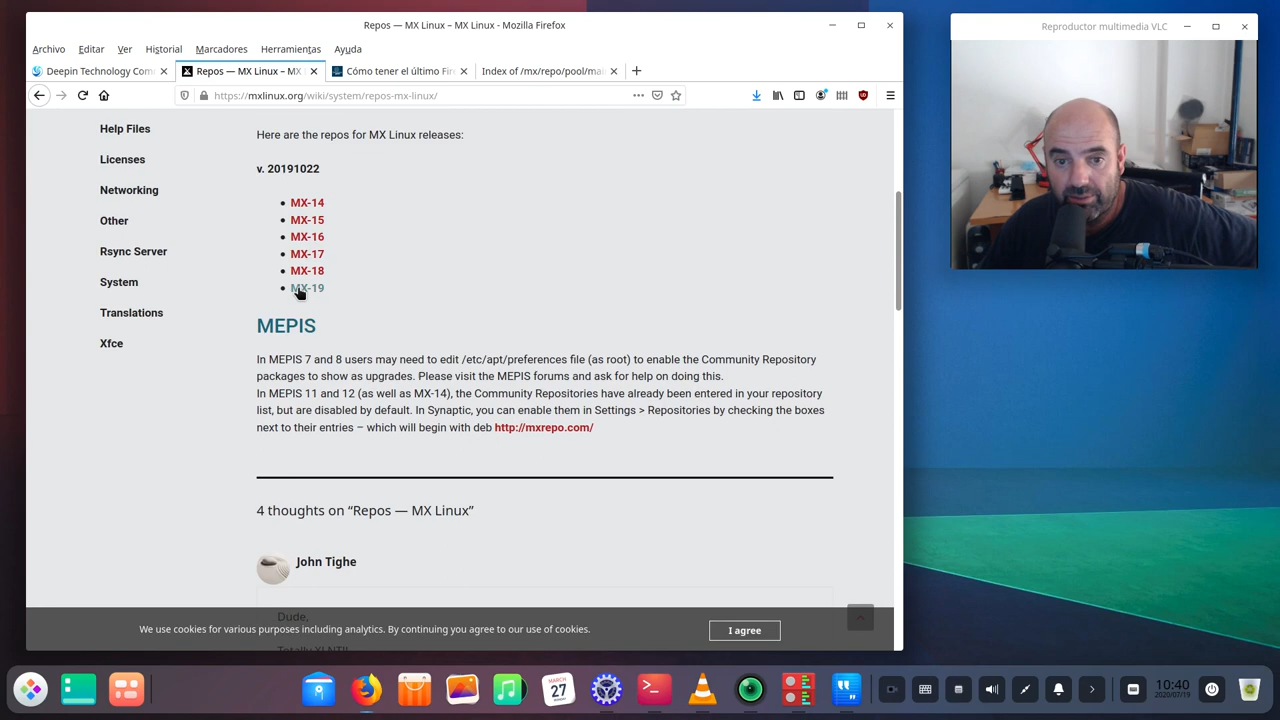 Repos — MX Linux – MX Linux - Mozilla Firefox
Reproductor multimedia VLC
Archivo Editar Ver Historial Marcadores Herramientas Ayuda
Deepin Technology Com
Repos — MX Linux – MX
Cómo tener el último Fire
Index of /mx/repo/pool/mai
https://mxlinux.org/wiki/system/repos-mx-linux/
Help Files
Licenses
Networking
Other
Rsync Server
System
Translations
Xfce
Here are the repos for MX Linux releases:
v. 20191022
MX-14
MX-15
MX-16
MX-17
MX-18
MX-19
MEPIS
In MEPIS 7 and 8 users may need to edit /etc/apt/preferences file (as root) to enable the Community Repository
packages to show as upgrades. Please visit the MEPIS forums and ask for help on doing this.
In MEPIS 11 and 12 (as well as MX-14), the Community Repositories have already been entered in your repository
list, but are disabled by default. In Synaptic, you can enable them in Settings > Repositories by checking the boxes
next to their entries – which will begin with deb http://mxrepo.com/
4 thoughts on “Repos — MX Linux”
John Tighe
Dude,
We use cookies for various purposes including analytics. By continuing you agree to our use of cookies.
I agree
MARCH
27
10:40
2020/07/19